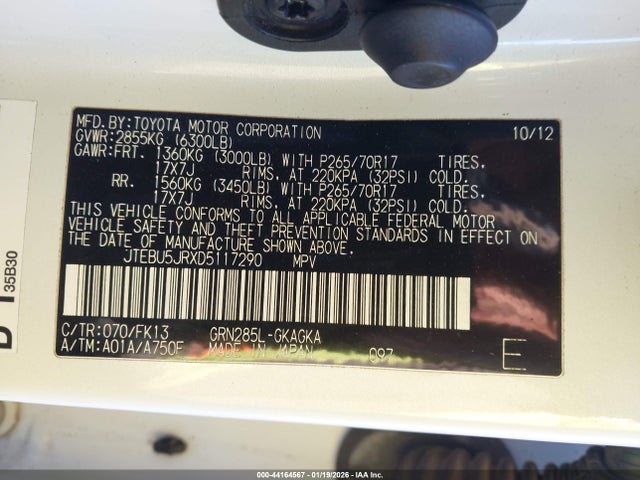 MFD.BY:TOYOTA MOTOR CORPORATION 10/12
GVWR:2855KG (6300LB)
GAWR:FRT. 1360KG (3000LB) WITH P265/70R17 TIRES.
17X7J RIMS. AT 220KPA (32PSI) COLD.
RR. 1560KG (3450LB) WITH P265/70R17 TIRES.
17X7J RIMS. AT 220KPA (32PSI) COLD.
THIS VEHICLE CONFORMS TO ALL APPLICABLE FEDERAL MOTOR
VEHICLE SAFETY AND THEFT PREVENTION STANDARDS IN EFFECT ON
THE DATE OF MANUFACTURE SHOWN ABOVE.
JTEBU5JRXD5117290 MPV
C/TR:070/FK13 GRN285L-GKAGKA
A/TM:A01A/A750F MADE IN JAPAN 097 E
35B30
000-44164567 - 01/19/2026 - IAA Inc.